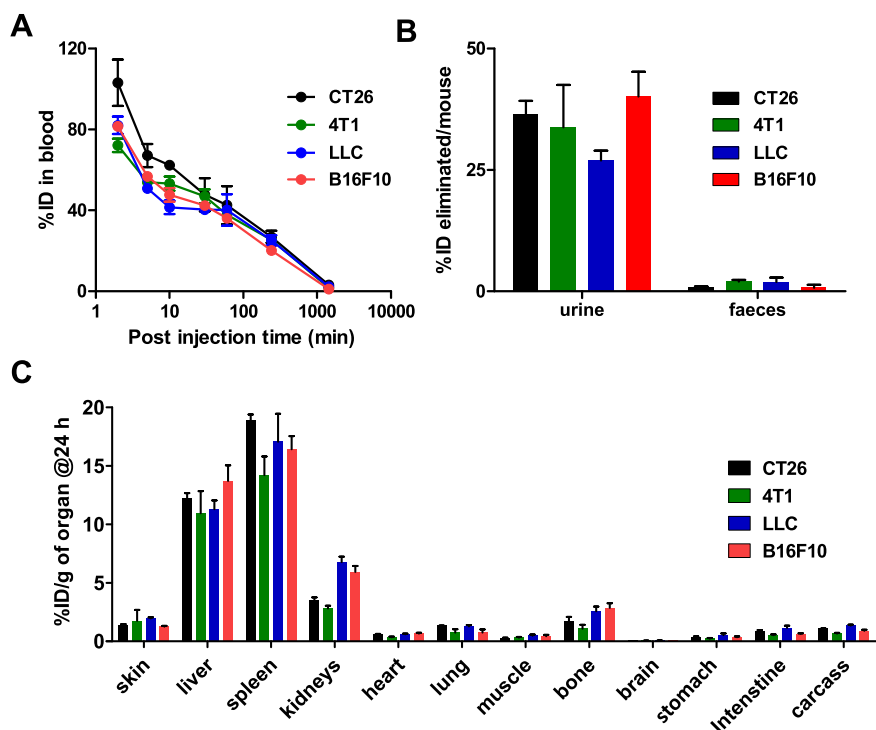 A
%ID in blood
120
80
40
0
1
10
100
1000
10000
Post injection time (min)
CT26
4T1
LLC
B16F10
B
%ID eliminated/mouse
50
25
0
urine
faeces
CT26
4T1
LLC
B16F10
C
%ID/g of organ @24 h
20
15
10
5
0
skin
liver
spleen
kidneys
heart
lung
muscle
bone
brain
stomach
Intenstine
carcass
CT26
4T1
LLC
B16F10